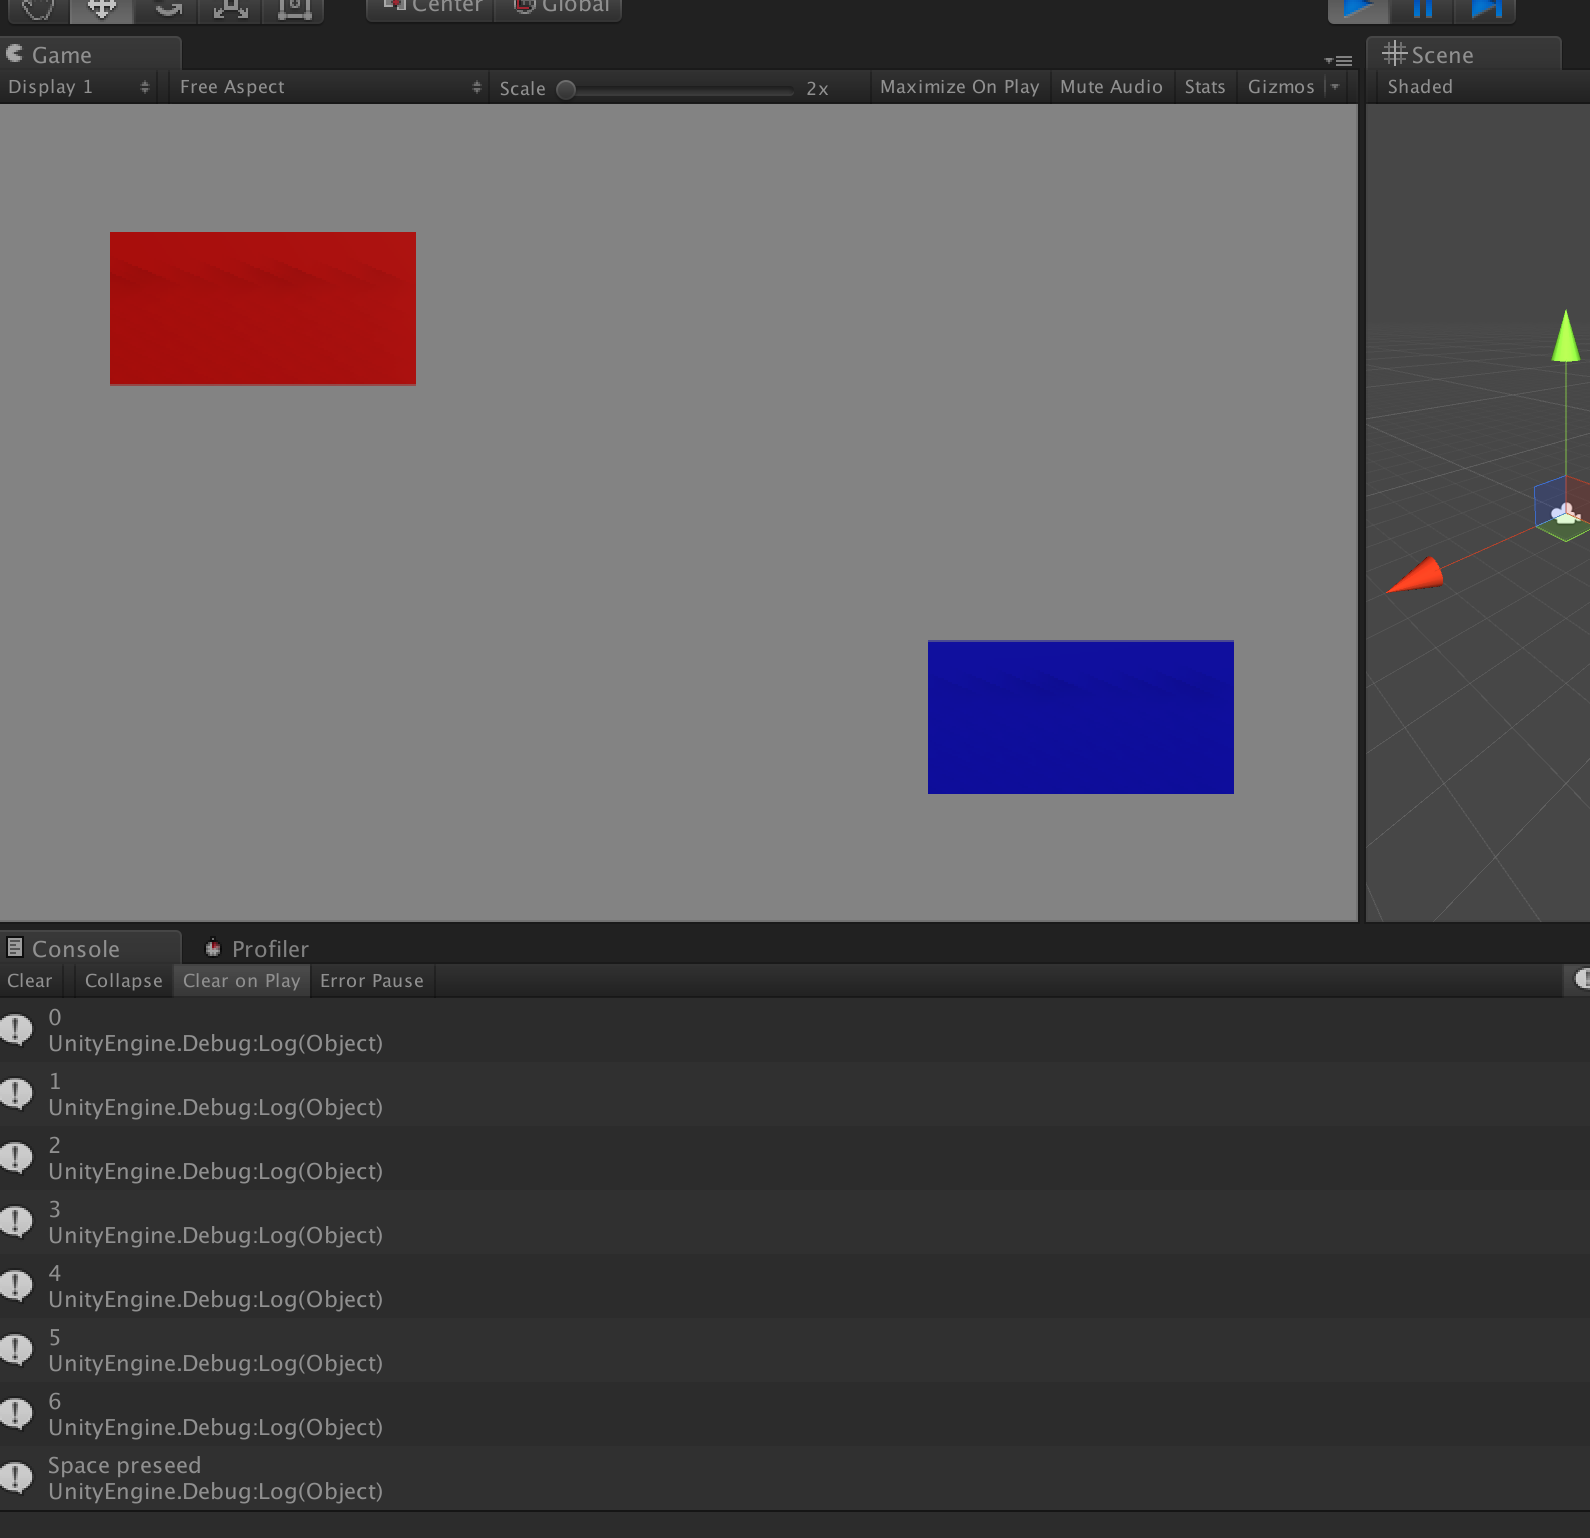 Center Global
Game
Display 1 Free Aspect Scale 2x Maximize On Play Mute Audio Stats Gizmos
Scene
Shaded
Console Profiler
Clear Collapse Clear on Play Error Pause
0
UnityEngine.Debug:Log(Object)
1
UnityEngine.Debug:Log(Object)
2
UnityEngine.Debug:Log(Object)
3
UnityEngine.Debug:Log(Object)
4
UnityEngine.Debug:Log(Object)
5
UnityEngine.Debug:Log(Object)
6
UnityEngine.Debug:Log(Object)
Space preseed
UnityEngine.Debug:Log(Object)